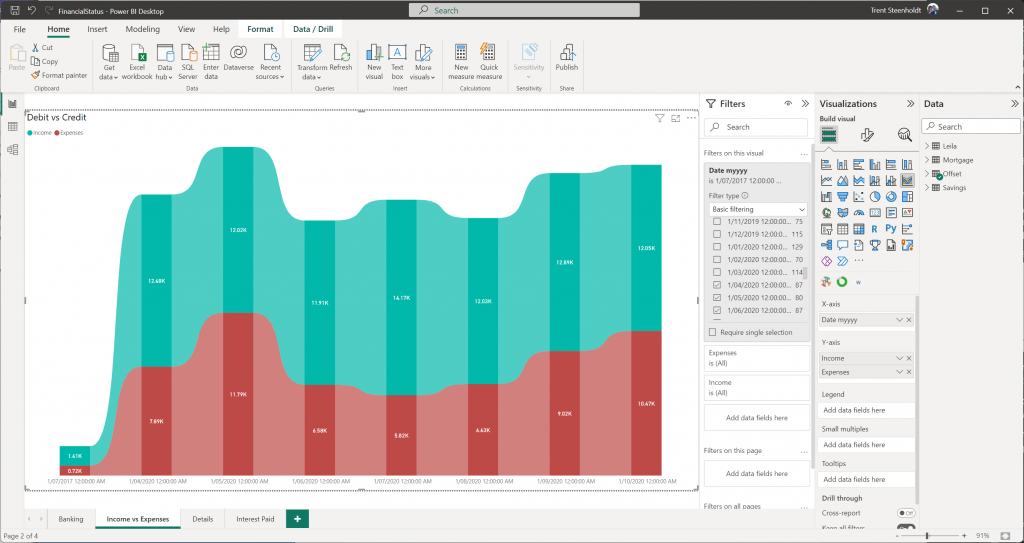 FinancialStatus - Power BI Desktop
Search
Trent Steenholdt
File Home Insert Modeling View Help Format Data / Drill
Paste
Cut
Copy
Format painter
Get data
Excel workbook
Data hub
SQL Server
Enter data
Dataverse
Recent sources
Transform data
Refresh
New visual
Text box
More visuals
New measure
Quick measure
Sensitivity
Publish
Clipboard Data Queries Insert Calculations Sensitivity Share
Debit vs Credit
Income Expenses
12.68K
12.02K
11.91K
14.17K
12.03K
12.89K
12.05K
1.41K
0.72K
7.89K
11.79K
6.58K
5.82K
6.63K
9.02K
10.47K
1/07/2017 12:00:00 AM 1/04/2020 12:00:00 AM 1/05/2020 12:00:00 AM 1/06/2020 12:00:00 AM 1/07/2020 12:00:00 AM 1/08/2020 12:00:00 AM 1/09/2020 12:00:00 AM 1/10/2020 12:00:00 AM
Filters
Search
Filters on this visual ...
Date myyyy
is 1/07/2017 12:00:00 ...
Filter type
Basic filtering
1/11/2019 12:00:00... 75
1/12/2019 12:00:00... 115
1/01/2020 12:00:00... 129
1/02/2020 12:00:00... 70
1/03/2020 12:00:00... 114
1/04/2020 12:00:00... 87
1/05/2020 12:00:00... 80
1/06/2020 12:00:00... 87
Require single selection
Expenses
is (All)
Income
is (All)
Add data fields here
Filters on this page ...
Add data fields here
Filters on all pages ...
Visualizations
Build visual
R Py
X-axis
Date myyyy
Y-axis
Income
Expenses
Legend
Add data fields here
Small multiples
Add data fields here
Tooltips
Add data fields here
Drill through
Cross-report Off
Keep all filters
Data
Search
Leila
Mortgage
Offset
Savings
Banking Income vs Expenses Details Interest Paid +
Page 2 of 4
- + 91%